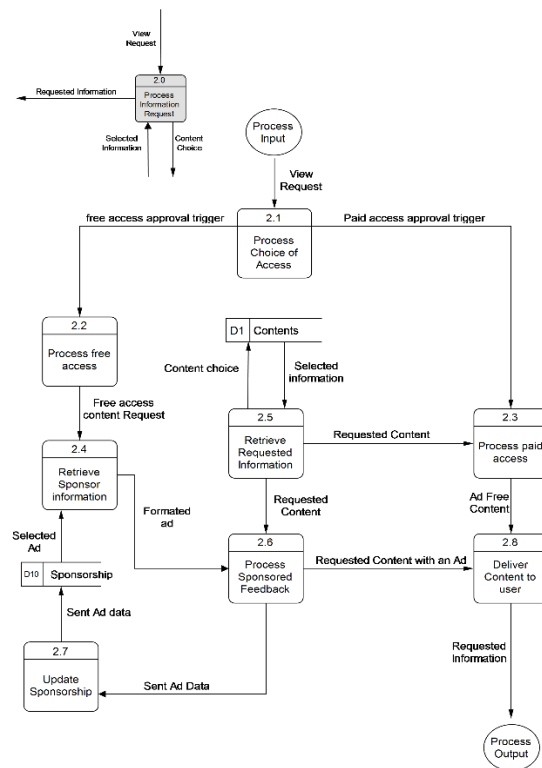 View
Request
2.0
Process
Information
Request
Requested Information
Selected
Information
Content
Choice
Process
Input
View
Request
free access approval trigger
2.1
Process
Choice of
Access
Paid access approval trigger
2.2
Process free
access
D1 Contents
Content choice
Selected
information
Free access
content Request
2.4
Retrieve
Sponsor
information
2.5
Retrieve
Requested
Information
Requested Content
2.3
Process paid
access
Formated
ad
Requested
Content
Ad Free
Content
Selected
Ad
D10 Sponsorship
Sent Ad data
2.6
Process
Sponsored
Feedback
Requested Content with an Ad
2.8
Deliver
Content to
user
2.7
Update
Sponsorship
Sent Ad Data
Requested
Information
Process
Output